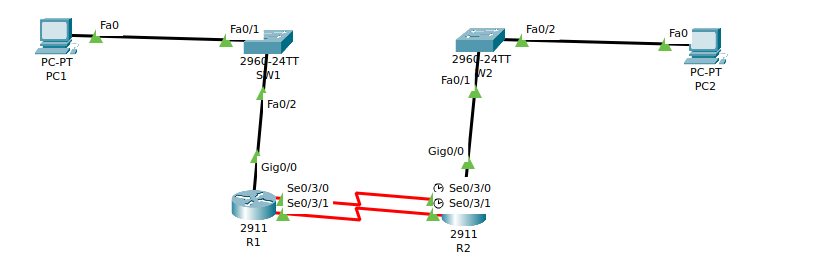 Fa0
Fa0/1
PC-PT
PC1
2960-24TT
SW1
Fa0/2
Gig0/0
Se0/3/0
Se0/3/1
2911
R1
Fa0/2
Fa0
2960-24TT
W2
Fa0/1
PC-PT
PC2
Gig0/0
Se0/3/0
Se0/3/1
2911
R2